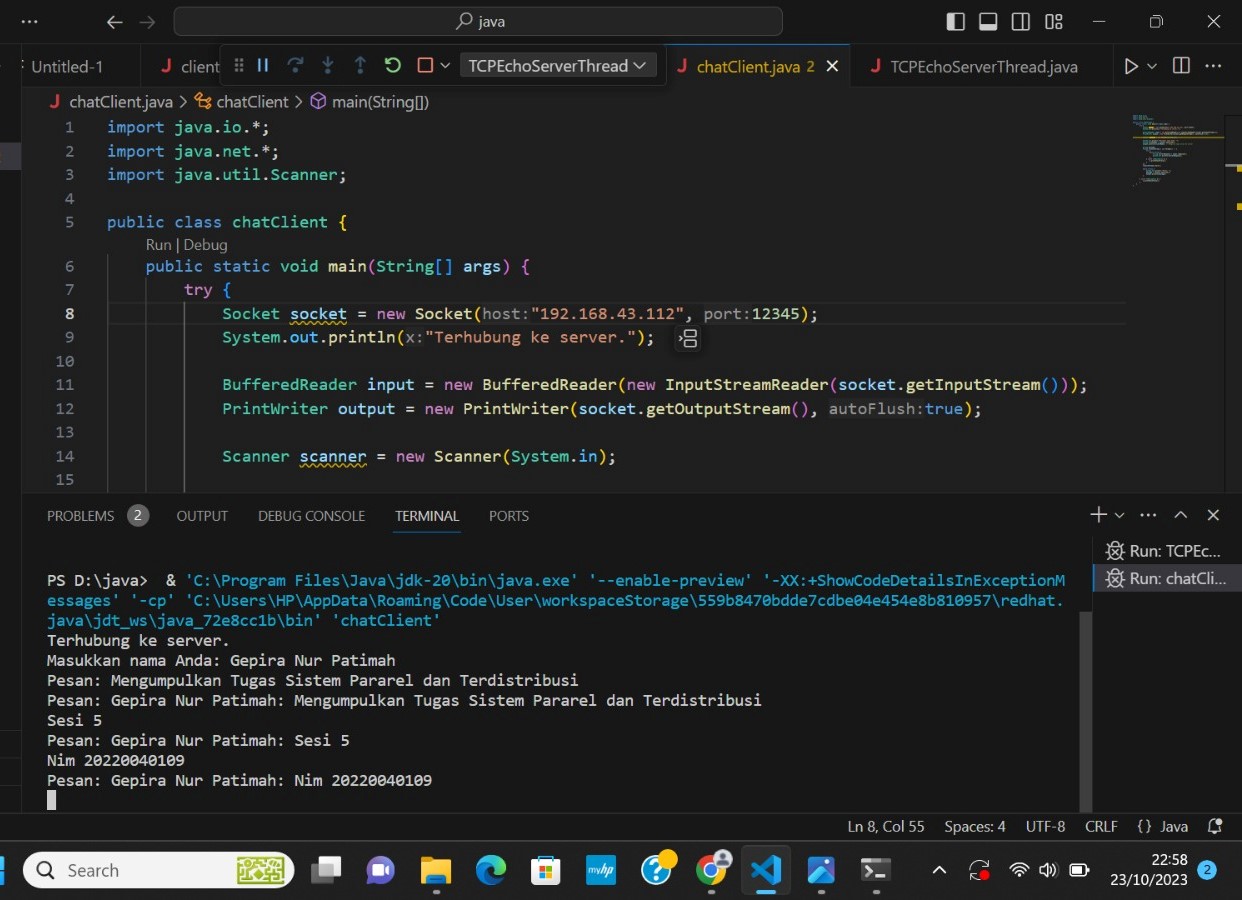 java
Untitled-1
client
TCPEchoServerThread
chatClient.java 2
TCPEchoServerThread.java
chatClient.java > chatClient > main(String[])
1 import java.io.*;
2 import java.net.*;
3 import java.util.Scanner;
4
5 public class chatClient {
Run | Debug
6 public static void main(String[] args) {
7 try {
8 Socket socket = new Socket(host:"192.168.43.112", port:12345);
9 System.out.println(x:"Terhubung ke server.");
10
11 BufferedReader input = new BufferedReader(new InputStreamReader(socket.getInputStream()));
12 PrintWriter output = new PrintWriter(socket.getOutputStream(), autoFlush:true);
13
14 Scanner scanner = new Scanner(System.in);
15
PROBLEMS 2 OUTPUT DEBUG CONSOLE TERMINAL PORTS
Run: TCPEc...
Run: chatCli...
PS D:\java> & 'C:\Program Files\Java\jdk-20\bin\java.exe' '--enable-preview' '-XX:+ShowCodeDetailsInExceptionM
essages' '-cp' 'C:\Users\HP\AppData\Roaming\Code\User\workspaceStorage\559b8470bdde7cdbe04e454e8b810957\redhat.
java\jdt_ws\java_72e8cc1b\bin' 'chatClient'
Terhubung ke server.
Masukkan nama Anda: Gepira Nur Patimah
Pesan: Mengumpulkan Tugas Sistem Pararel dan Terdistribusi
Pesan: Gepira Nur Patimah: Mengumpulkan Tugas Sistem Pararel dan Terdistribusi
Sesi 5
Pesan: Gepira Nur Patimah: Sesi 5
Nim 20220040109
Pesan: Gepira Nur Patimah: Nim 20220040109
Ln 8, Col 55 Spaces: 4 UTF-8 CRLF {} Java
Search
myhp
22:58
23/10/2023
2